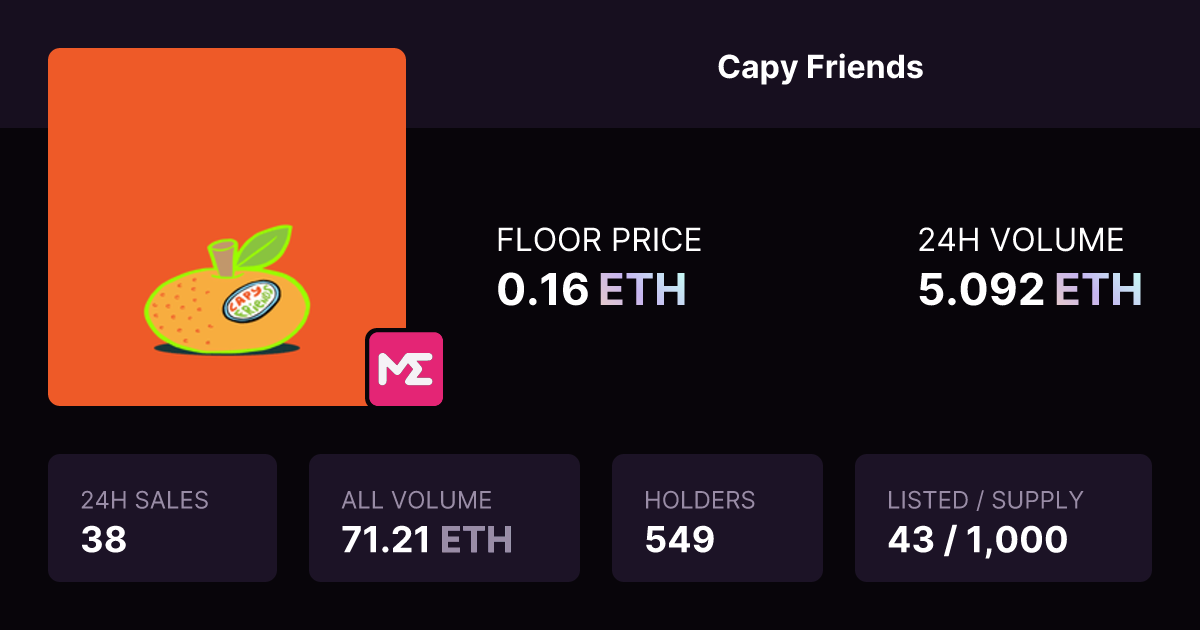 Capy Friends
CAPY
FRiENDS
FLOOR PRICE
0.16 ETH
24H VOLUME
5.092 ETH
ME
24H SALES
38
ALL VOLUME
71.21 ETH
HOLDERS
549
LISTED / SUPPLY
43 / 1,000